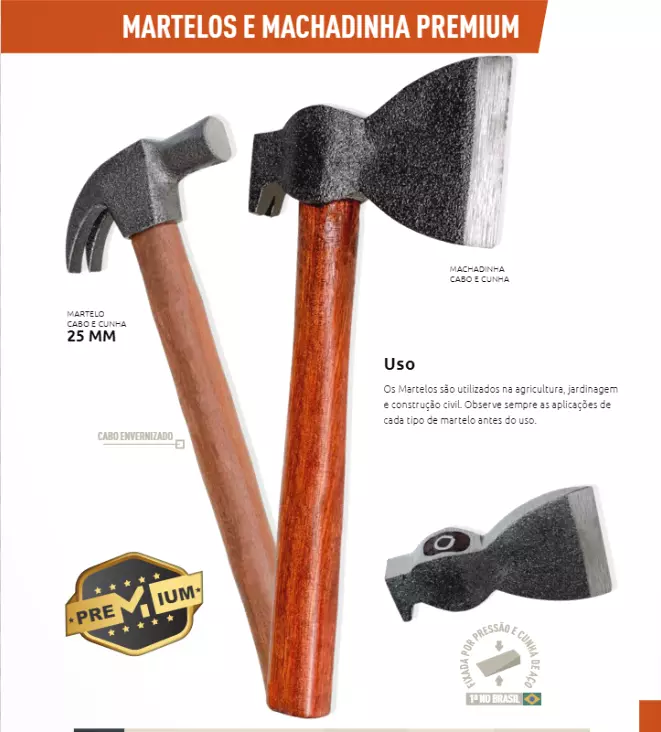 MARTELOS E MACHADINHA PREMIUM
MACHADINHA
CABO E CUNHA
MARTELO
CABO E CUNHA
25 MM
Uso
Os Martelos são utilizados na agricultura, jardinagem
e construção civil. Observe sempre as aplicações de
cada tipo de martelo antes do uso.
CABO ENVERNIZADO
PREMIUM
FIXADA POR PRESSÃO E CUNHA DE AÇO
1ª NO BRASIL